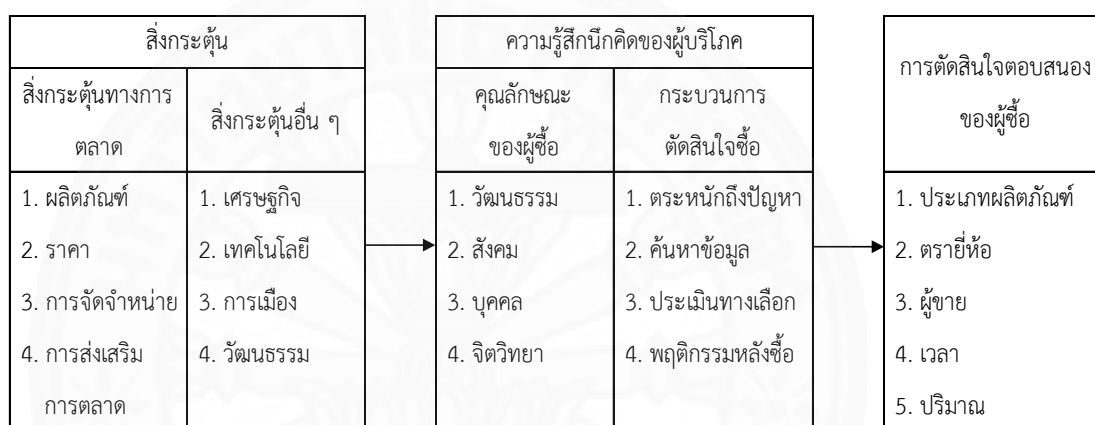 สิ่งกระตุ้น
สิ่งกระตุ้นทางการ
ตลาด
สิ่งกระตุ้นอื่น ๆ
1. ผลิตภัณฑ์
2. ราคา
3. การจัดจำหน่าย
4. การส่งเสริม
การตลาด
1. เศรษฐกิจ
2. เทคโนโลยี
3. การเมือง
4. วัฒนธรรม
ความรู้สึกนึกคิดของผู้บริโภค
คุณลักษณะ
ของผู้ซื้อ
กระบวนการ
ตัดสินใจซื้อ
1. วัฒนธรรม
2. สังคม
3. บุคคล
4. จิตวิทยา
1. ตระหนักถึงปัญหา
2. ค้นหาข้อมูล
3. ประเมินทางเลือก
4. พฤติกรรมหลังซื้อ
การตัดสินใจตอบสนอง
ของผู้ซื้อ
1. ประเภทผลิตภัณฑ์
2. ตรายี่ห้อ
3. ผู้ขาย
4. เวลา
5. ปริมาณ